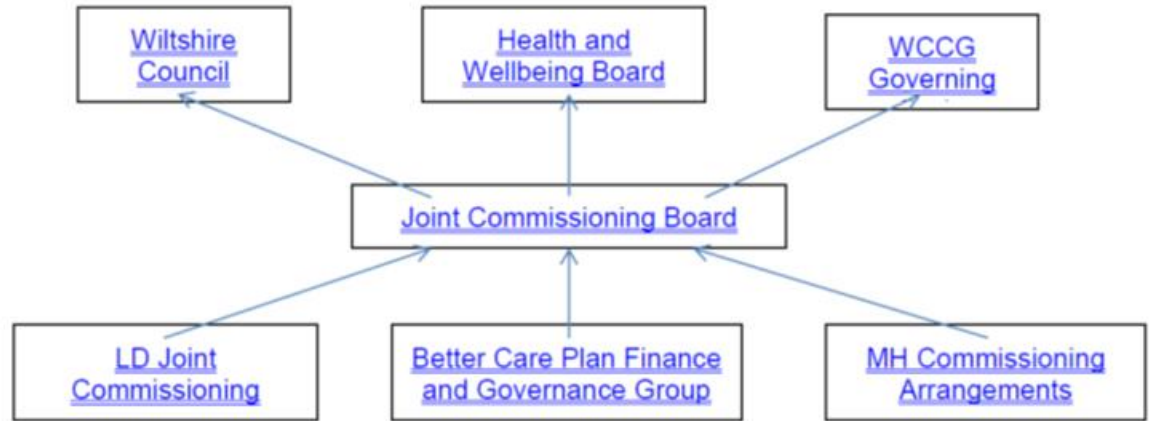 Wiltshire
Council
Health and
Wellbeing Board
WCCG
Governing
Joint Commissioning Board
LD Joint
Commissioning
Better Care Plan Finance
and Governance Group
MH Commissioning
Arrangements